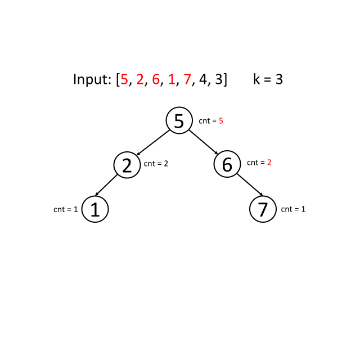 Input: [5, 2, 6, 1, 7, 4, 3] k = 3
5 cnt = 5
2 cnt = 2 6 cnt = 2
cnt = 1 1 7 cnt = 1